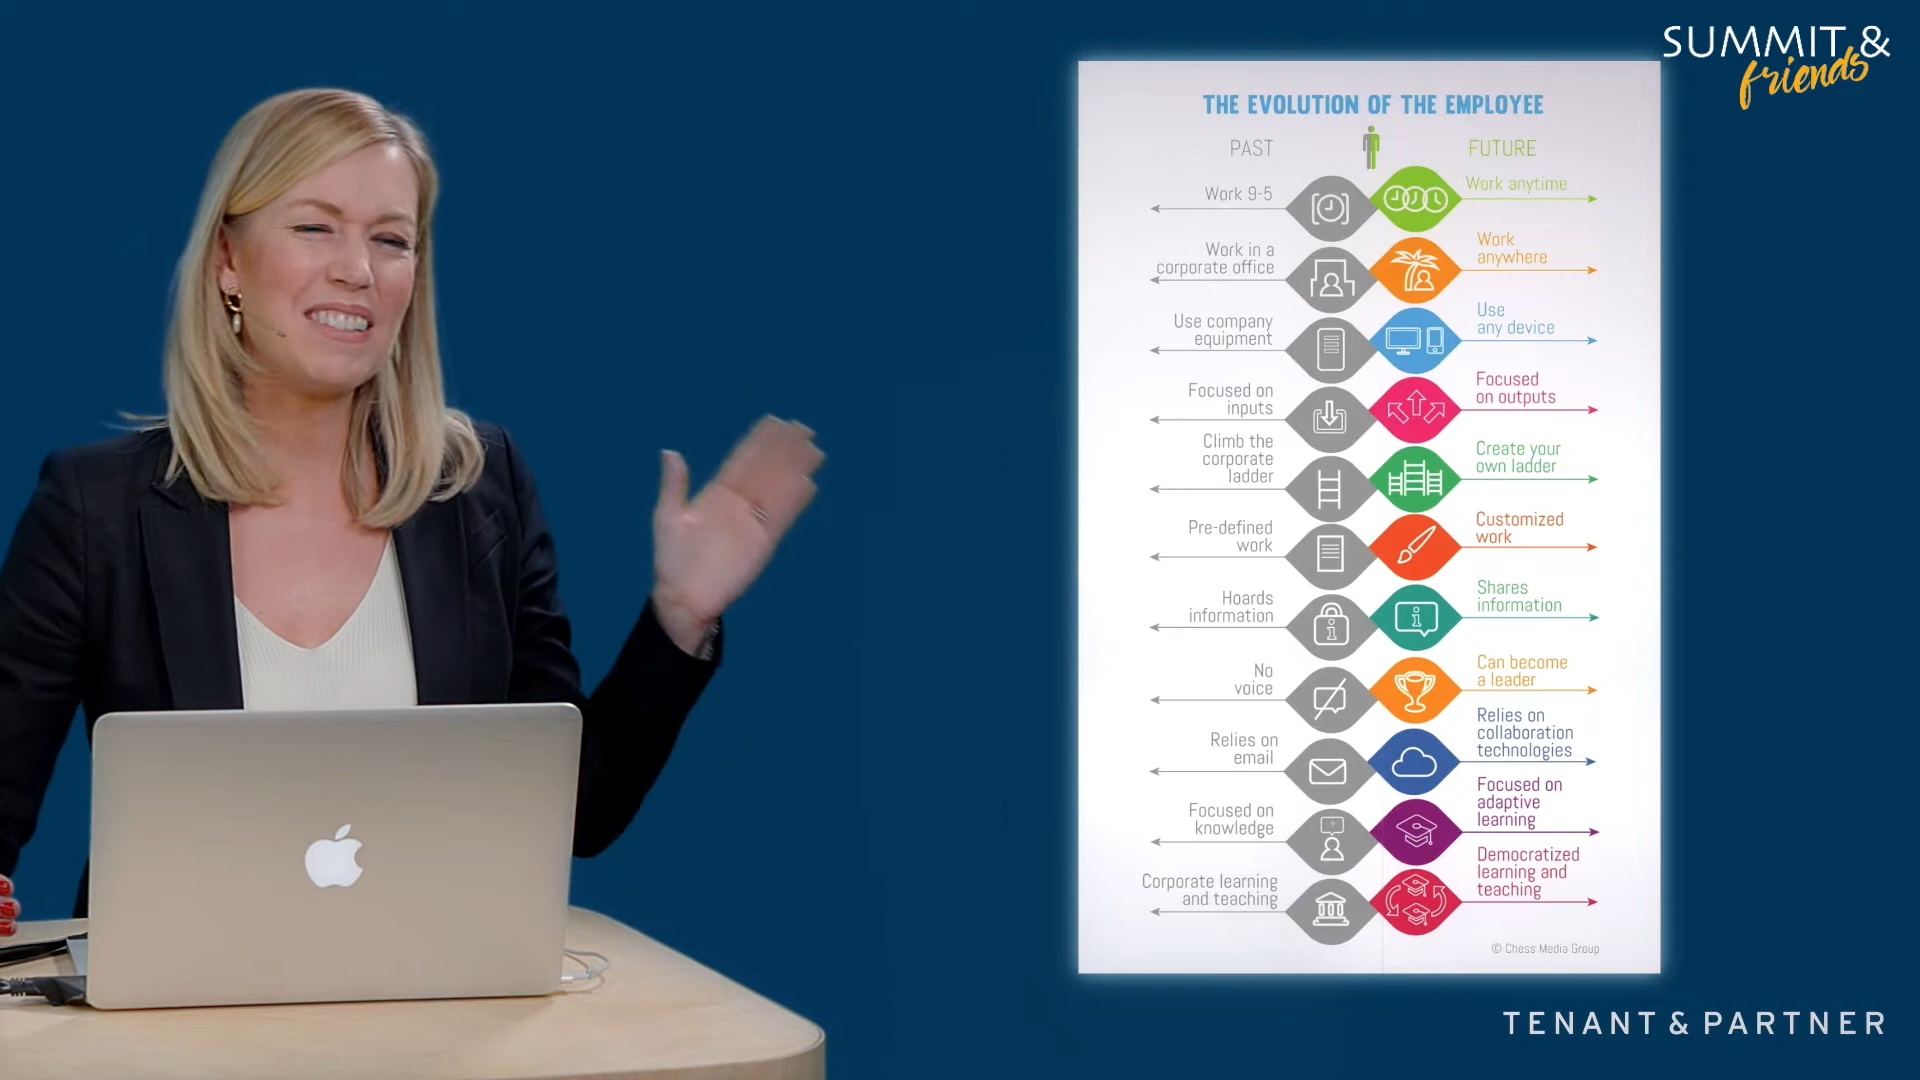 SUMMIT &
friends
THE EVOLUTION OF THE EMPLOYEE
PAST
FUTURE
Work 9-5
Work anytime
Work in a
corporate office
Work
anywhere
Use company
equipment
Use
any device
Focused on
inputs
Focused
on outputs
Climb the
corporate
ladder
Create your
own ladder
Pre-defined
work
Customized
work
Hoards
information
Shares
information
No
voice
Can become
a leader
Relies on
email
Relies on
collaboration
technologies
Focused on
knowledge
Focused on
adaptive
learning
Corporate learning
and teaching
Democratized
learning and
teaching
© Chess Media Group
TENANT & PARTNER